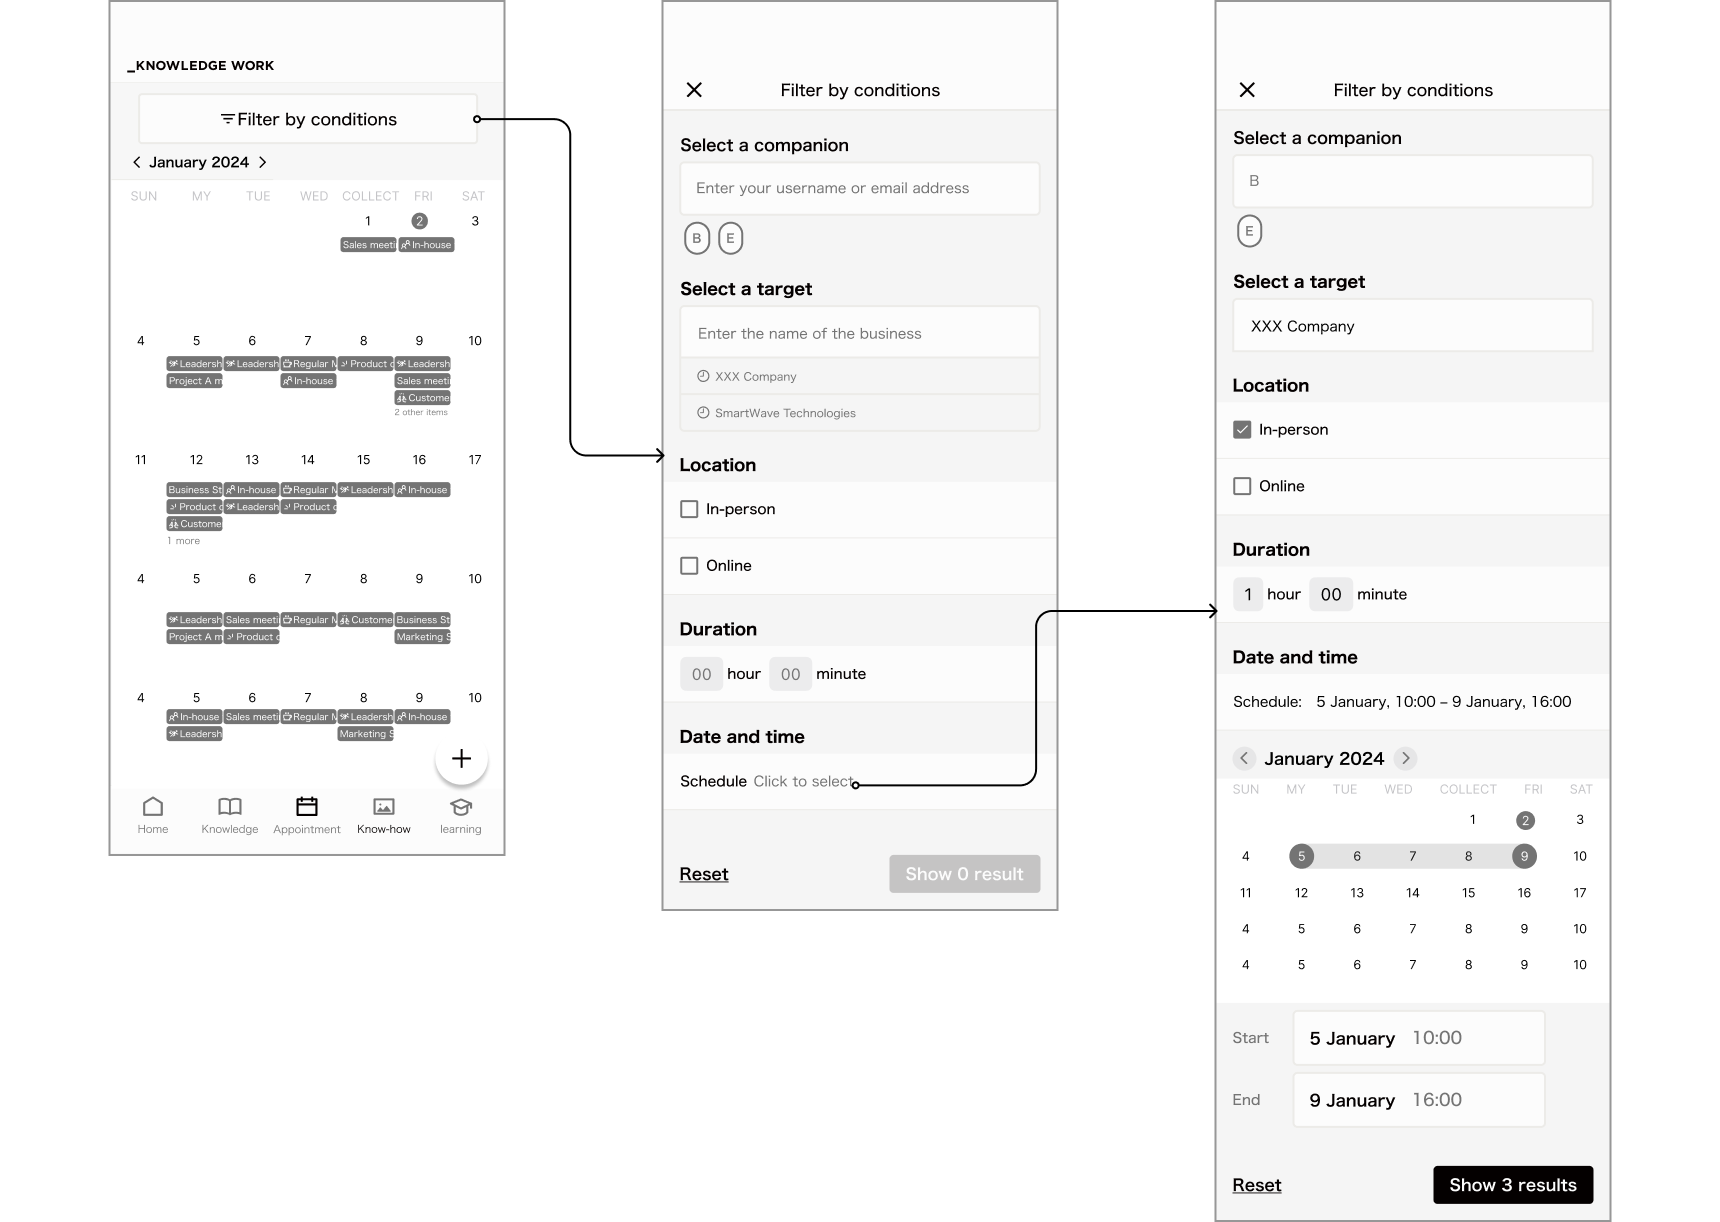 _KNOWLEDGE WORK
Filter by conditions
January 2024
SUN MY TUE WED COLLECT FRI SAT
1 2 3
Sales meeti In-house
4 5 6 7 8 9 10
Leadersh Leadersh Regular M Product c Leadersh
Project A m In-house Sales meeti
Custome
2 other items
11 12 13 14 15 16 17
Business St In-house Regular M Leadersh In-house
Product c Leadersh Product c
Custome
1 more
4 5 6 7 8 9 10
Leadersh Sales meeti Regular M Custome Business St
Project A m Product c Marketing S
4 5 6 7 8 9 10
In-house Sales meeti Regular M Leadersh In-house
Leadersh Marketing S
Home Knowledge Appointment Know-how learning
Filter by conditions
Select a companion
Enter your username or email address
B E
Select a target
Enter the name of the business
XXX Company
SmartWave Technologies
Location
In-person
Online
Duration
00 hour 00 minute
Date and time
Schedule Click to select
Reset Show 0 result
Filter by conditions
Select a companion
B
E
Select a target
XXX Company
Location
In-person
Online
Duration
1 hour 00 minute
Date and time
Schedule: 5 January, 10:00 – 9 January, 16:00
January 2024
SUN MY TUE WED COLLECT FRI SAT
1 2 3
4 5 6 7 8 9 10
11 12 13 14 15 16 17
4 5 6 7 8 9 10
4 5 6 7 8 9 10
Start 5 January 10:00
End 9 January 16:00
Reset Show 3 results